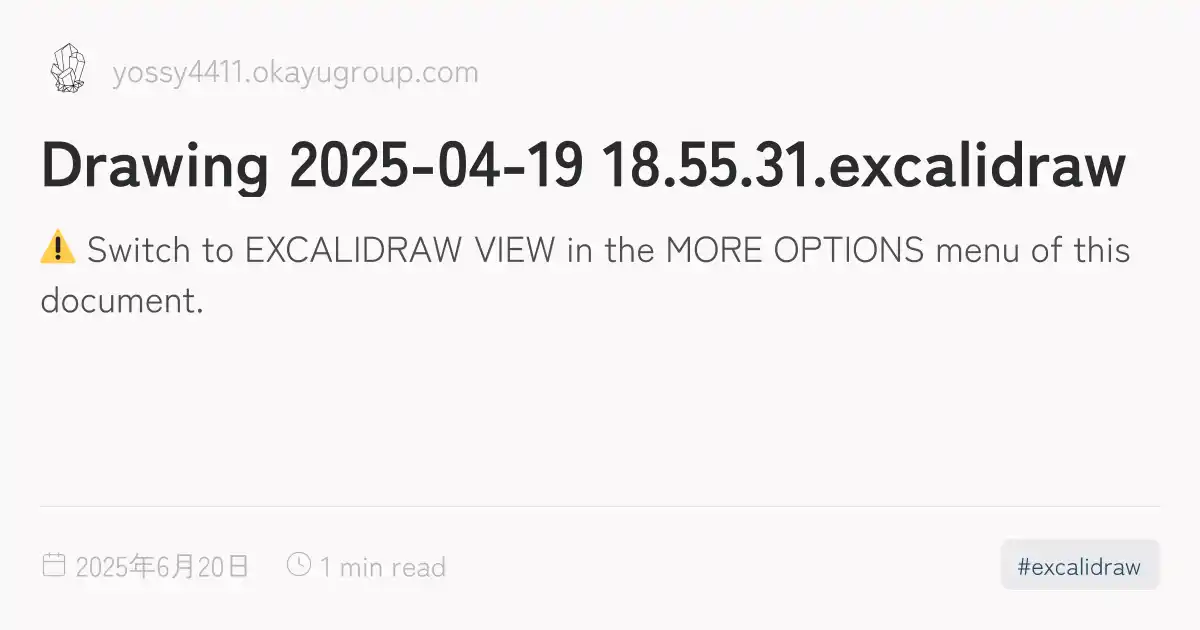 yossy4411.okayugroup.com
Drawing 2025-04-19 18.55.31.excalidraw
⚠️ Switch to EXCALIDRAW VIEW in the MORE OPTIONS menu of this
document.
2025年6月20日 1 min read
#excalidraw